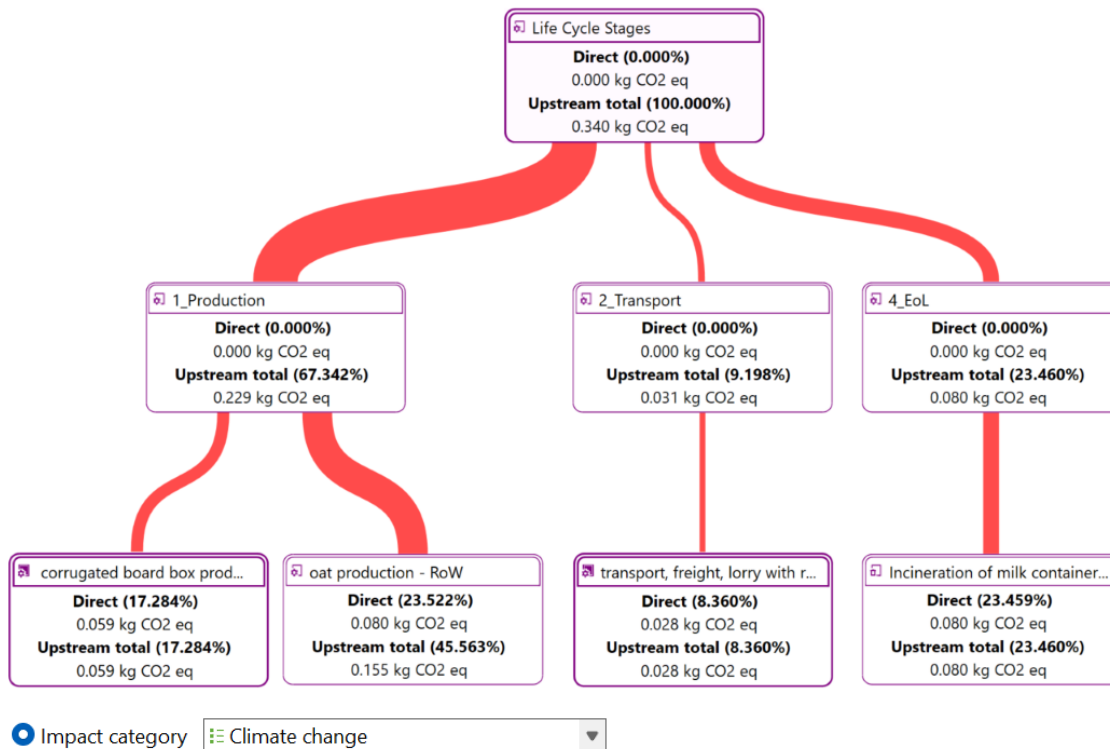 Life Cycle Stages
Direct (0.000%)
0.000 kg CO2 eq
Upstream total (100.000%)
0.340 kg CO2 eq
1_Production
Direct (0.000%)
0.000 kg CO2 eq
Upstream total (67.342%)
0.229 kg CO2 eq
2_Transport
Direct (0.000%)
0.000 kg CO2 eq
Upstream total (9.198%)
0.031 kg CO2 eq
4_EoL
Direct (0.000%)
0.000 kg CO2 eq
Upstream total (23.460%)
0.080 kg CO2 eq
corrugated board box prod...
Direct (17.284%)
0.059 kg CO2 eq
Upstream total (17.284%)
0.059 kg CO2 eq
oat production - RoW
Direct (23.522%)
0.080 kg CO2 eq
Upstream total (45.563%)
0.155 kg CO2 eq
transport, freight, lorry with r...
Direct (8.360%)
0.028 kg CO2 eq
Upstream total (8.360%)
0.028 kg CO2 eq
Incineration of milk container...
Direct (23.459%)
0.080 kg CO2 eq
Upstream total (23.460%)
0.080 kg CO2 eq
Impact category Climate change